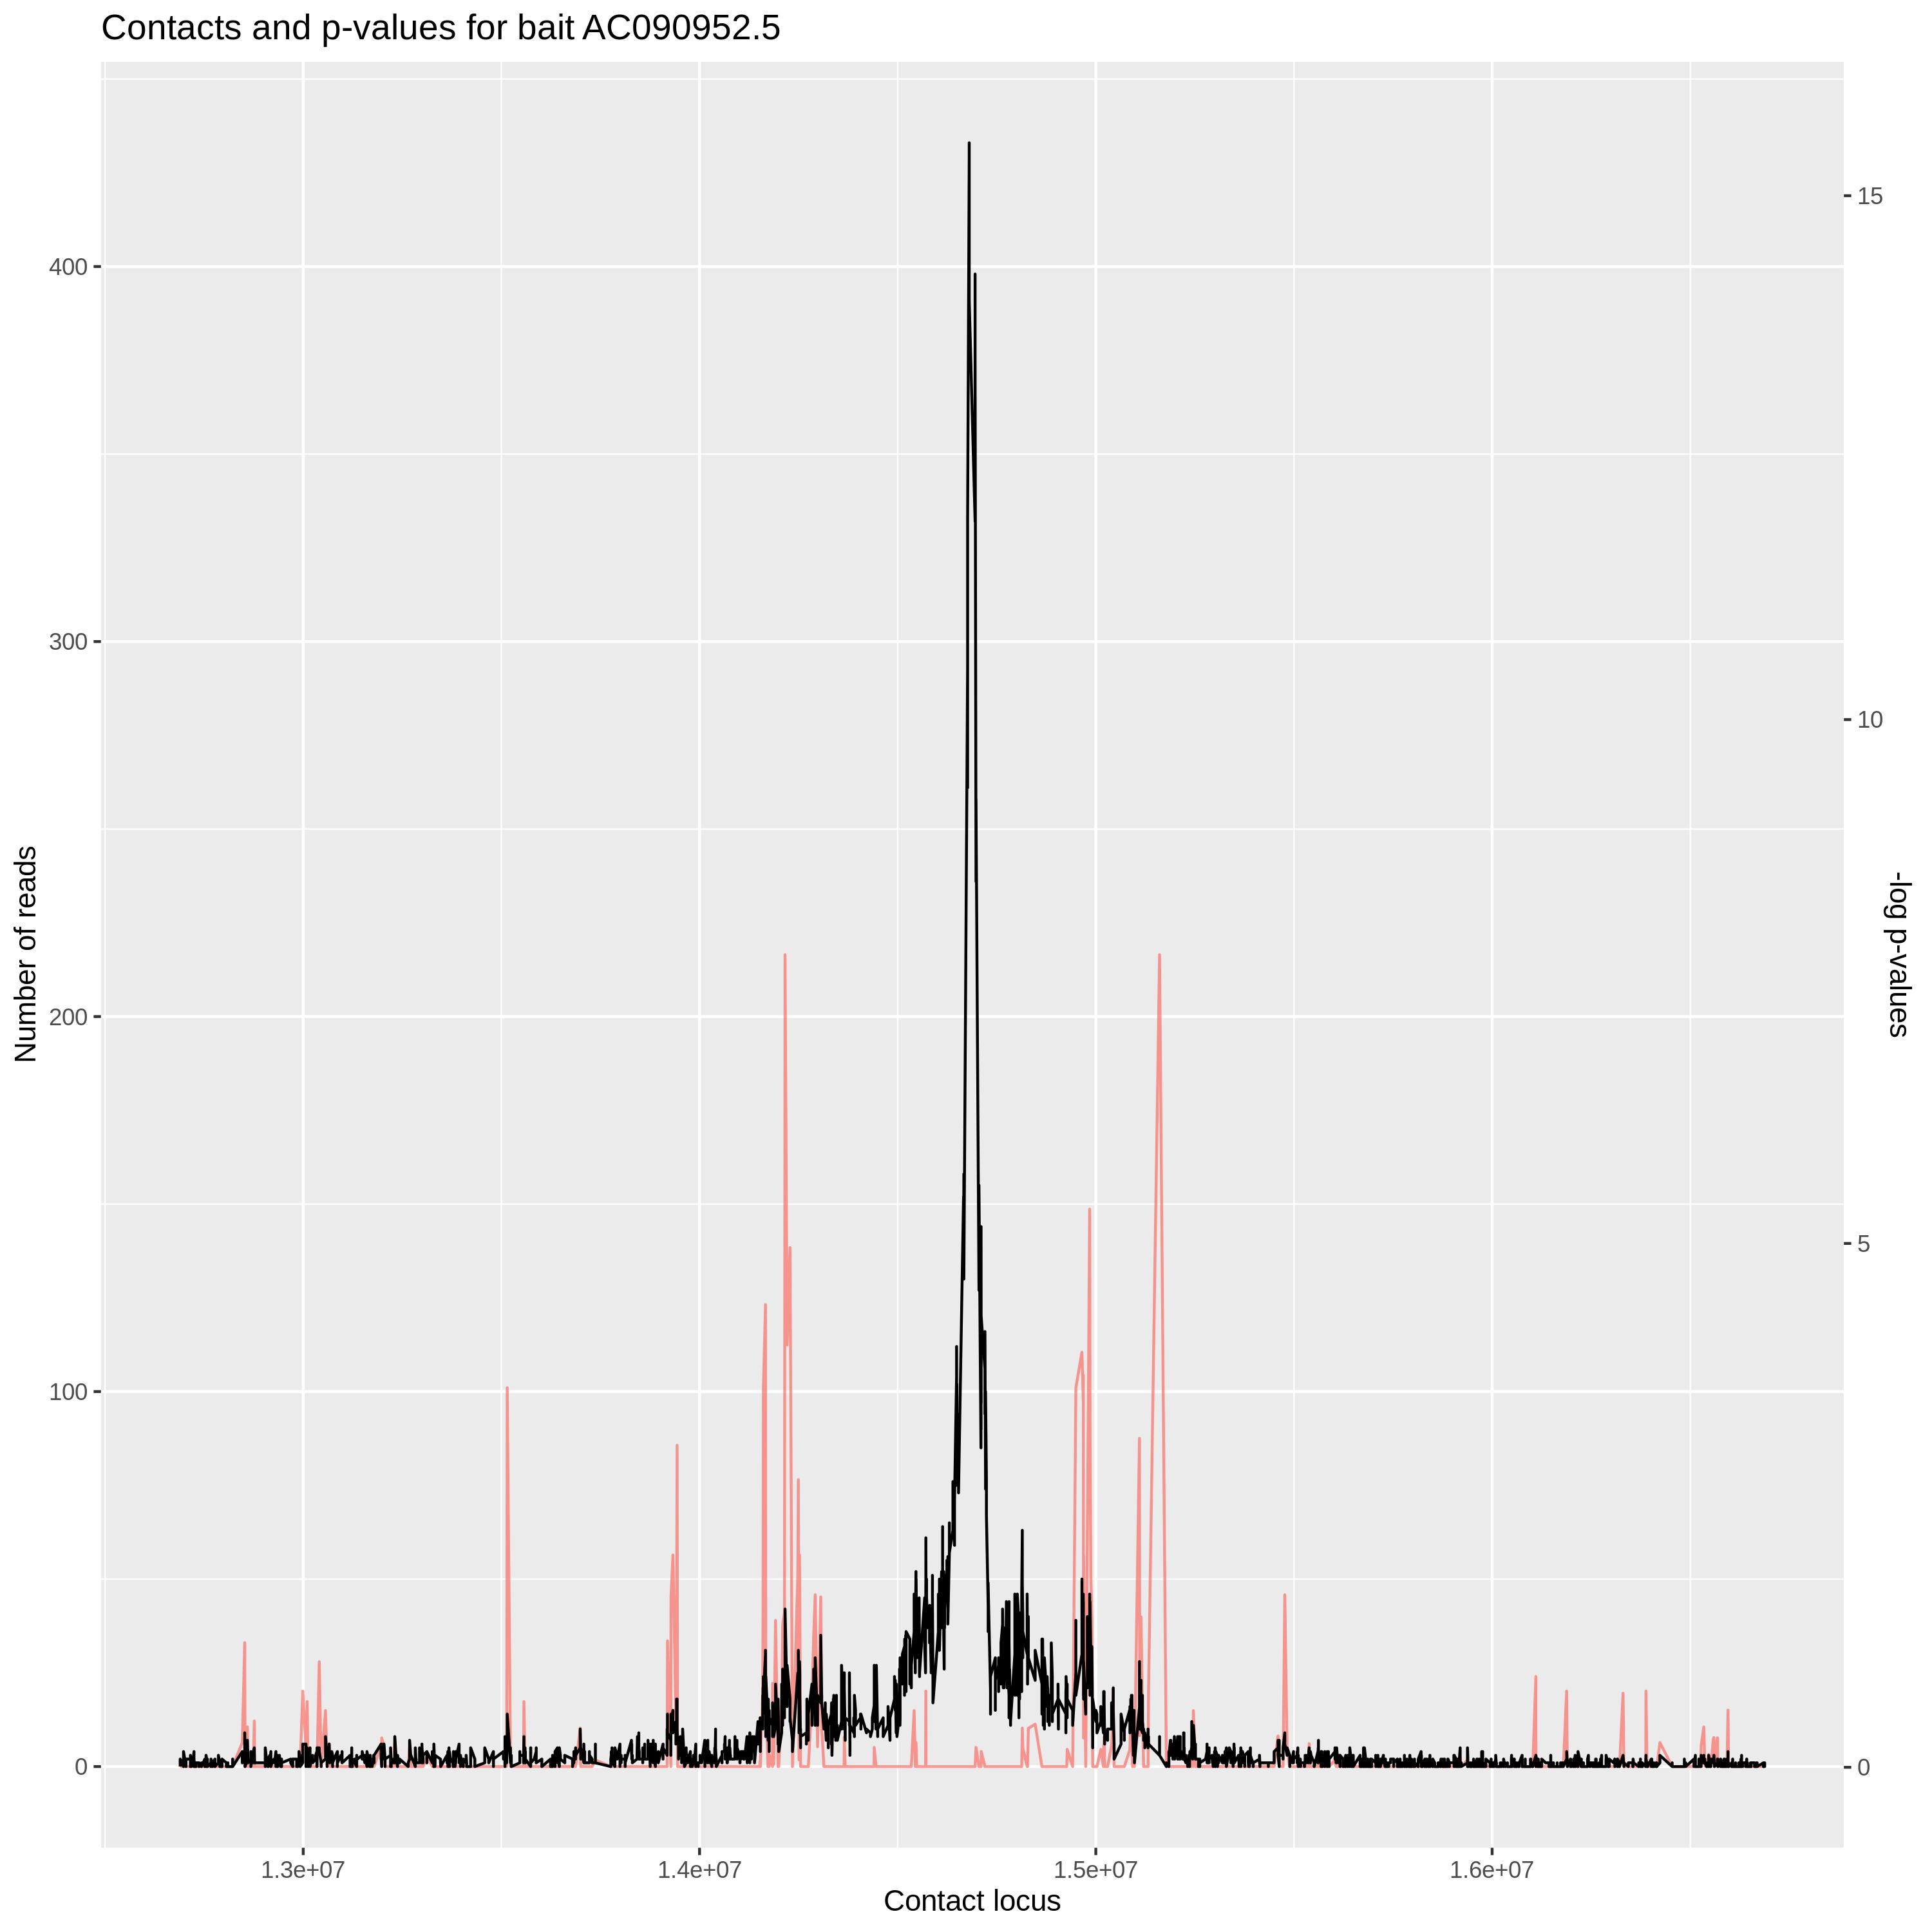 Contacts and p-values for bait AC090952.5
Number of reads
400
300
200
100
0
15
10
5
0
-log p-values
1.3e+07
1.4e+07
1.5e+07
1.6e+07
Contact locus